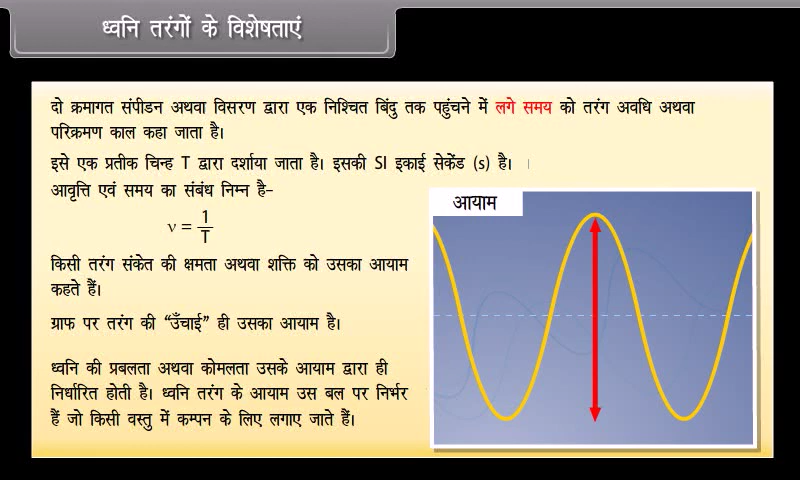 ध्वनि तरंगों के विशेषताएं
दो क्रमागत संपीडन अथवा विसरण द्वारा एक निश्चित बिंदु तक पहुंचने में लगे समय को तरंग अवधि अथवा
परिक्रमण काल कहा जाता है।
इसे एक प्रतीक चिन्ह T द्वारा दर्शाया जाता है। इसकी SI इकाई सेकेंड (s) है।
आवृत्ति एवं समय का संबंध निम्न है–
ν = 1/T
आयाम
किसी तरंग संकेत की क्षमता अथवा शक्ति को उसका आयाम
कहते हैं।
ग्राफ पर तरंग की “उँचाई” ही उसका आयाम है।
ध्वनि की प्रबलता अथवा कोमलता उसके आयाम द्वारा ही
निर्धारित होती है। ध्वनि तरंग के आयाम उस बल पर निर्भर
हैं जो किसी वस्तु में कम्पन के लिए लगाए जाते हैं।